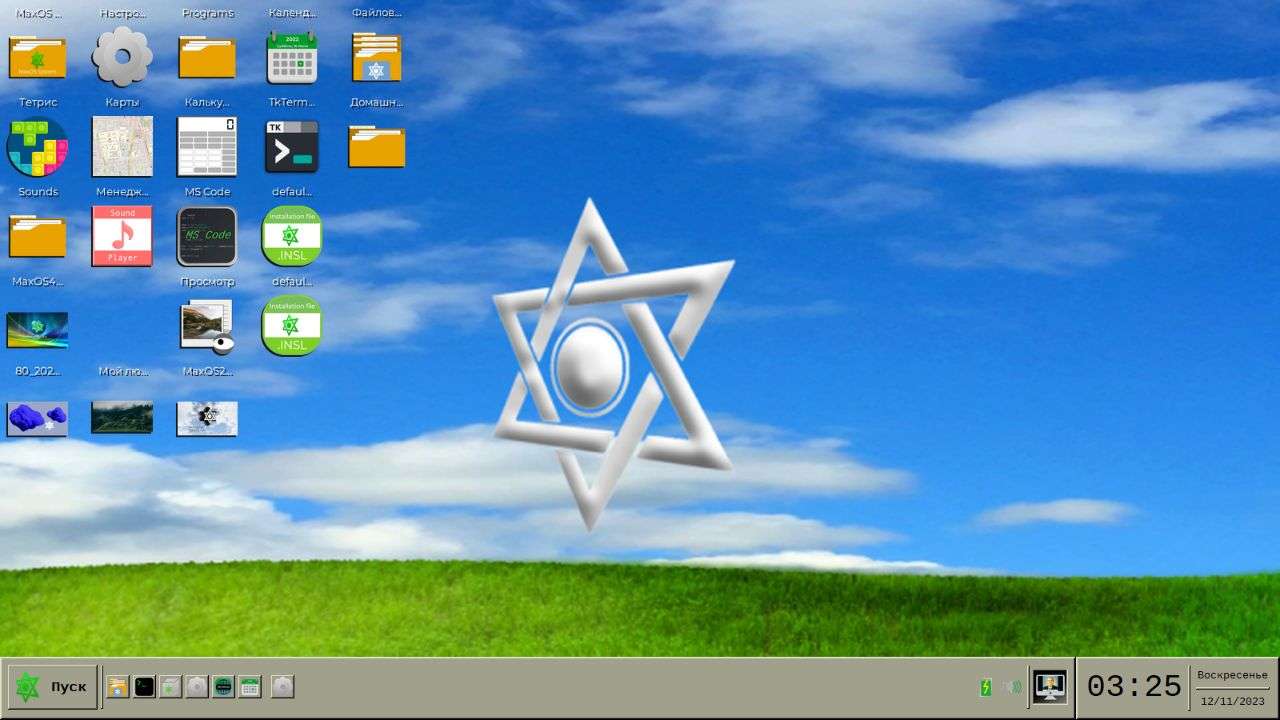 MaxOS ...
Настро...
Programs
Календ...
Файлов...
MaxOS System
2022
Тетрис
Карты
Кальку...
TkTerm...
Домашн...
0
TK
Sounds
Менедж...
MS Code
defaul...
Sound
Player
MS Code
Installation file
.INSL
MaxOS4...
Просмотр
defaul...
Installation file
.INSL
80_202...
Мой лю...
MaxOS2...
Пуск
03:25
Воскресенье
12/11/2023